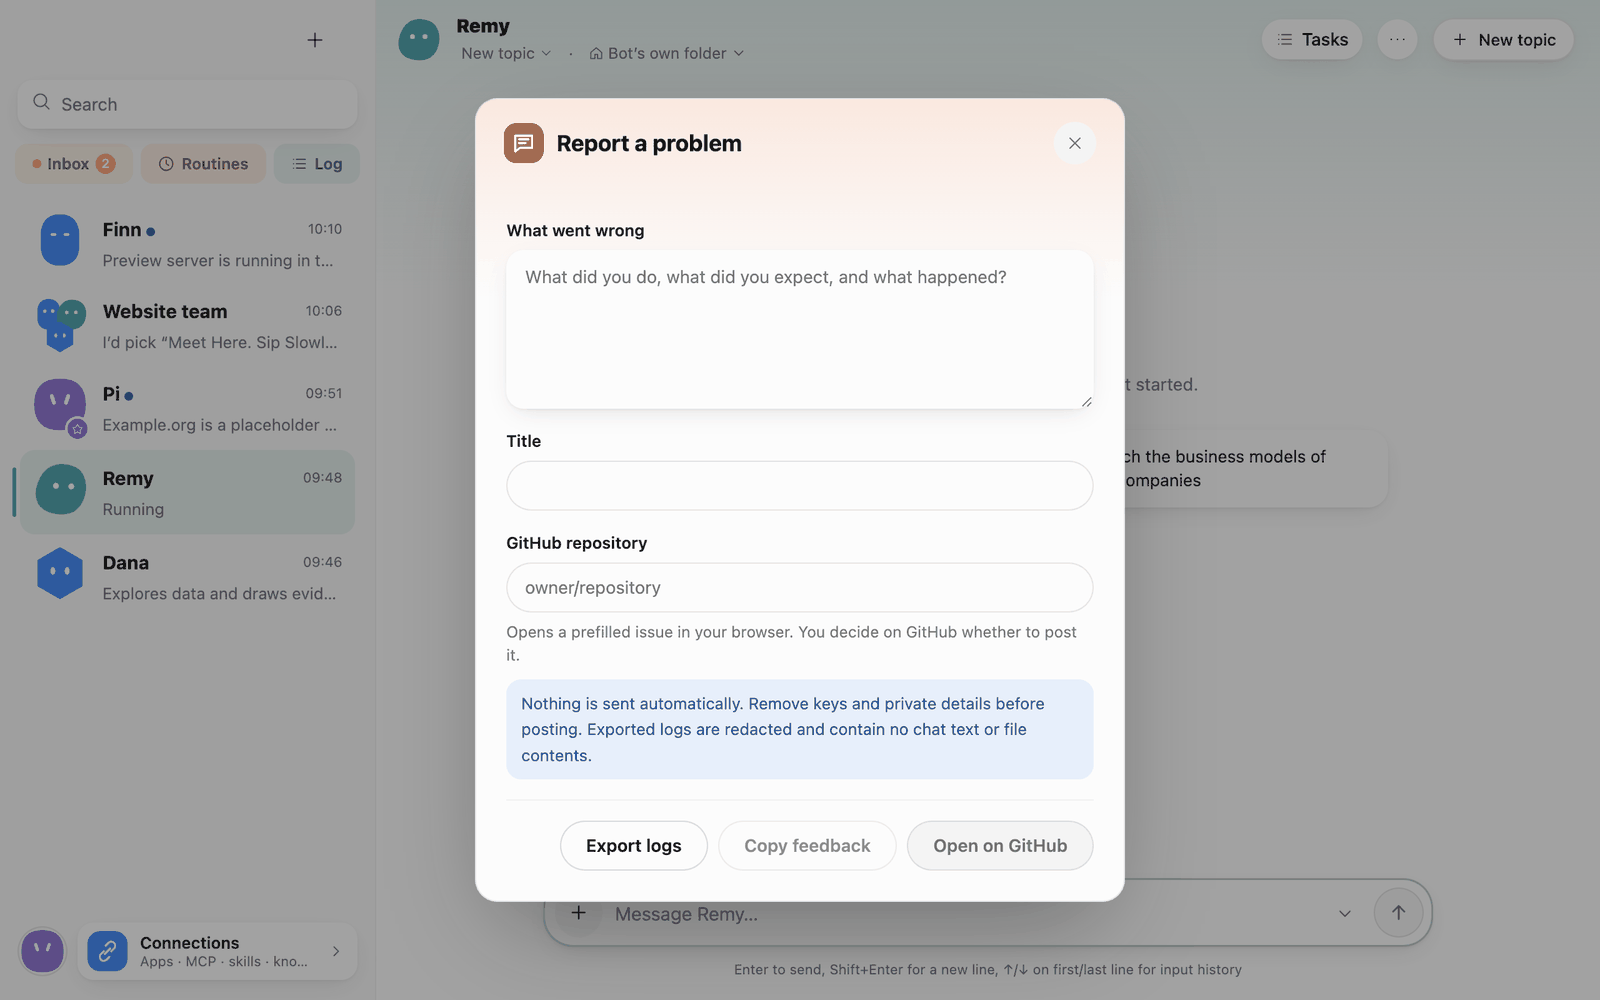 Search
Inbox 2
Routines
Log
Finn
10:10
Preview server is running in t...
Website team
10:06
I'd pick “Meet Here. Sip Slowl...
Pi
09:51
Example.org is a placeholder ...
Remy
09:48
Running
Dana
09:46
Explores data and draws evid...
Connections
Apps · MCP · skills · kno...
Remy
New topic · Bot's own folder
Tasks
...
New topic
t started.
ch the business models of
ompanies
Report a problem
What went wrong
What did you do, what did you expect, and what happened?
Title
GitHub repository
owner/repository
Opens a prefilled issue in your browser. You decide on GitHub whether to post
it.
Nothing is sent automatically. Remove keys and private details before
posting. Exported logs are redacted and contain no chat text or file
contents.
Export logs
Copy feedback
Open on GitHub
Message Remy...
Enter to send, Shift+Enter for a new line, ↑/↓ on first/last line for input history